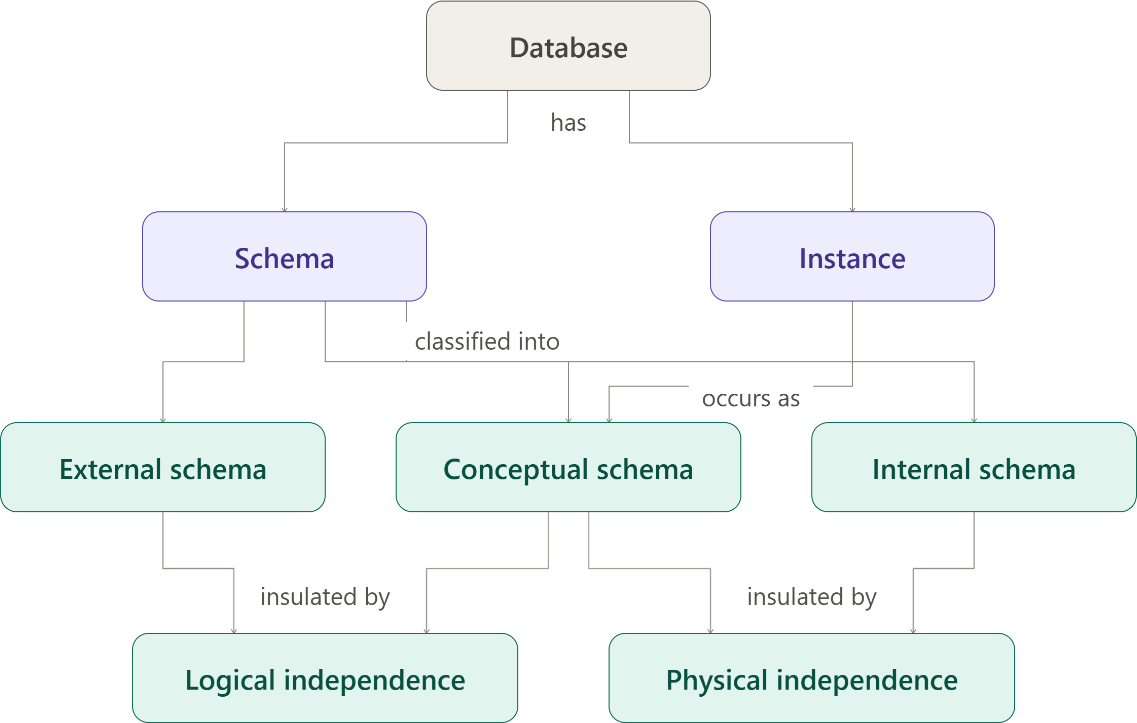 Database
has
Schema
Instance
classified into
occurs as
External schema
Conceptual schema
Internal schema
insulated by
insulated by
Logical independence
Physical independence